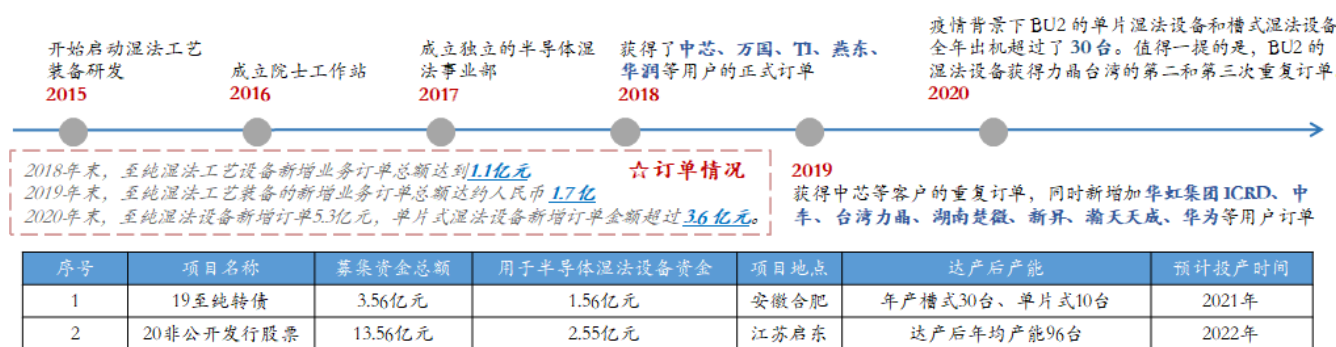 开始启动湿法工艺
装备研发
2015
成立院士工作站
2016
成立独立的半导体湿
法事业部
2017
获得了中芯、万国、TI、燕东、
华润等用户的正式订单
2018
疫情背景下BU2的单片湿法设备和槽式湿法设备
全年出机超过了30台。值得一提的是，BU2的
湿法设备获得力晶台湾的第二和第三次重复订单
2020
2018年末，至纯湿法工艺设备新增业务订单总额达到1.1亿元
☆订单情况
2019年末，至纯湿法工艺装备的新增业务订单总额达约人民币1.7亿
2020年末，至纯湿法设备新增订单5.3亿元，单片式湿法设备新增订单金额超过3.6亿元。
2019
获得中芯等客户的重复订单，同时新增加华虹集团ICRD、中
车、台湾力晶、湖南楚微、新昇、瀚天天成、华为等用户订单
序号 项目名称 募集资金总额 用于半导体湿法设备资金 项目地点 达产后产能 预计投产时间
1 19至纯转债 3.56亿元 1.56亿元 安徽合肥 年产槽式30台、单片式10台 2021年
2 20非公开发行股票 13.56亿元 2.55亿元 江苏启东 达产后年均产能96台 2022年